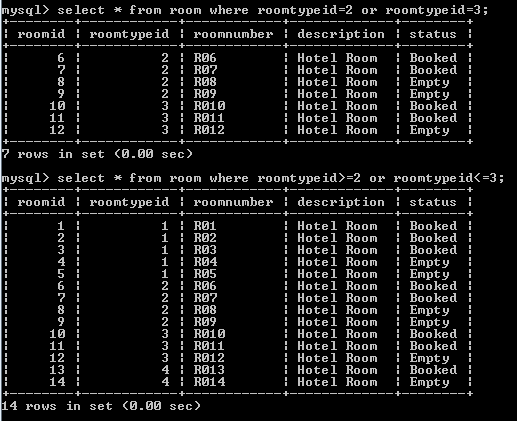 mysql> select * from room where roomtypeid=2 or roomtypeid=3;
+--------+------------+------------+-------------+--------+
| roomid | roomtypeid | roomnumber | description | status |
+--------+------------+------------+-------------+--------+
|      6 |          2 | R06        | Hotel Room  | Booked |
|      7 |          2 | R07        | Hotel Room  | Booked |
|      8 |          2 | R08        | Hotel Room  | Empty  |
|      9 |          2 | R09        | Hotel Room  | Empty  |
|     10 |          3 | R010       | Hotel Room  | Booked |
|     11 |          3 | R011       | Hotel Room  | Booked |
|     12 |          3 | R012       | Hotel Room  | Empty  |
+--------+------------+------------+-------------+--------+
7 rows in set (0.00 sec)
mysql> select * from room where roomtypeid>=2 or roomtypeid<=3;
+--------+------------+------------+-------------+--------+
| roomid | roomtypeid | roomnumber | description | status |
+--------+------------+------------+-------------+--------+
|      1 |          1 | R01        | Hotel Room  | Booked |
|      2 |          1 | R02        | Hotel Room  | Booked |
|      3 |          1 | R03        | Hotel Room  | Booked |
|      4 |          1 | R04        | Hotel Room  | Empty  |
|      5 |          1 | R05        | Hotel Room  | Empty  |
|      6 |          2 | R06        | Hotel Room  | Booked |
|      7 |          2 | R07        | Hotel Room  | Booked |
|      8 |          2 | R08        | Hotel Room  | Empty  |
|      9 |          2 | R09        | Hotel Room  | Empty  |
|     10 |          3 | R010       | Hotel Room  | Booked |
|     11 |          3 | R011       | Hotel Room  | Booked |
|     12 |          3 | R012       | Hotel Room  | Empty  |
|     13 |          4 | R013       | Hotel Room  | Booked |
|     14 |          4 | R014       | Hotel Room  | Empty  |
+--------+------------+------------+-------------+--------+
14 rows in set (0.00 sec)